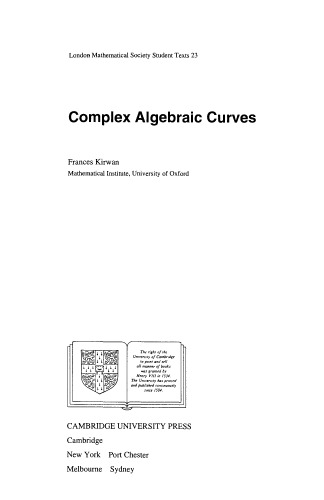 London Mathematical Society Student Texts 23
Complex Algebraic Curves
Frances Kirwan
Mathematical Institute, University of Oxford
The right of the
University of Cambridge
to print and sell
all manner of books
was granted by
Henry VIII in 1534.
The University has printed
and published continuously
since 1584.
CAMBRIDGE UNIVERSITY PRESS
Cambridge
New York Port Chester
Melbourne Sydney